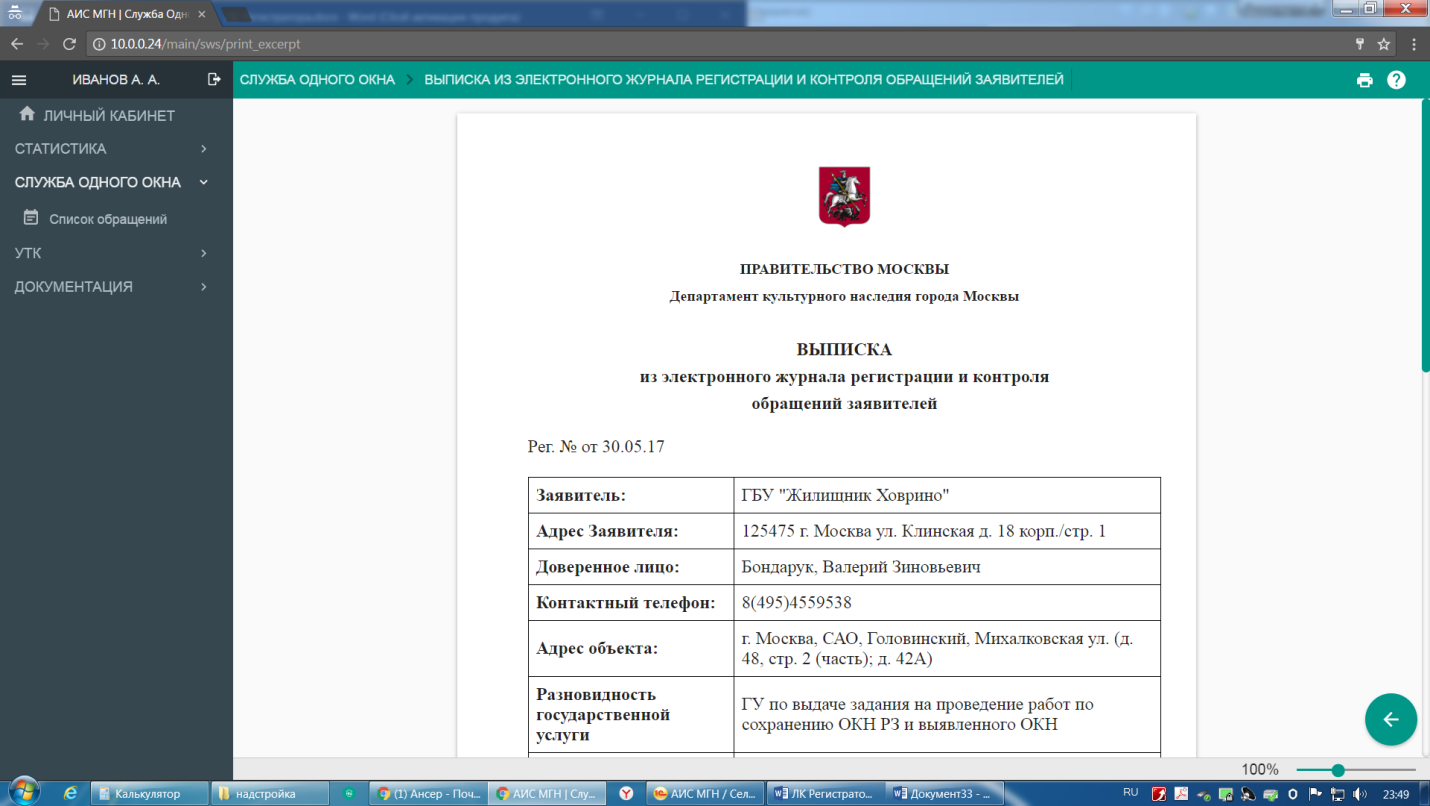 АИС МГН | Служба Одн
10.0.0.24/main/sws/print_excerpt
ИВАНОВ А. А.
СЛУЖБА ОДНОГО ОКНА > ВЫПИСКА ИЗ ЭЛЕКТРОННОГО ЖУРНАЛА РЕГИСТРАЦИИ И КОНТРОЛЯ ОБРАЩЕНИЙ ЗАЯВИТЕЛЕЙ
ЛИЧНЫЙ КАБИНЕТ
СТАТИСТИКА
СЛУЖБА ОДНОГО ОКНА
Список обращений
УТК
ДОКУМЕНТАЦИЯ
ПРАВИТЕЛЬСТВО МОСКВЫ
Департамент культурного наследия города Москвы
ВЫПИСКА
из электронного журнала регистрации и контроля
обращений заявителей
Рег. № от 30.05.17
Заявитель: ГБУ "Жилищник Ховрино"
Адрес Заявителя: 125475 г. Москва ул. Клинская д. 18 корп./стр. 1
Доверенное лицо: Бондарук, Валерий Зиновьевич
Контактный телефон: 8(495)4559538
Адрес объекта: г. Москва, САО, Головинский, Михалковская ул. (д.
48, стр. 2 (часть); д. 42А)
Разновидность
государственной
услуги
ГУ по выдаче задания на проведение работ по
сохранению ОКН РЗ и выявленного ОКН
100%
Калькулятор
надстройка
(1) Ансер - Поч...
АИС МГН | Слу...
АИС МГН / Сел...
ЛК Регистрато...
Документ33 - ...
RU
23:49